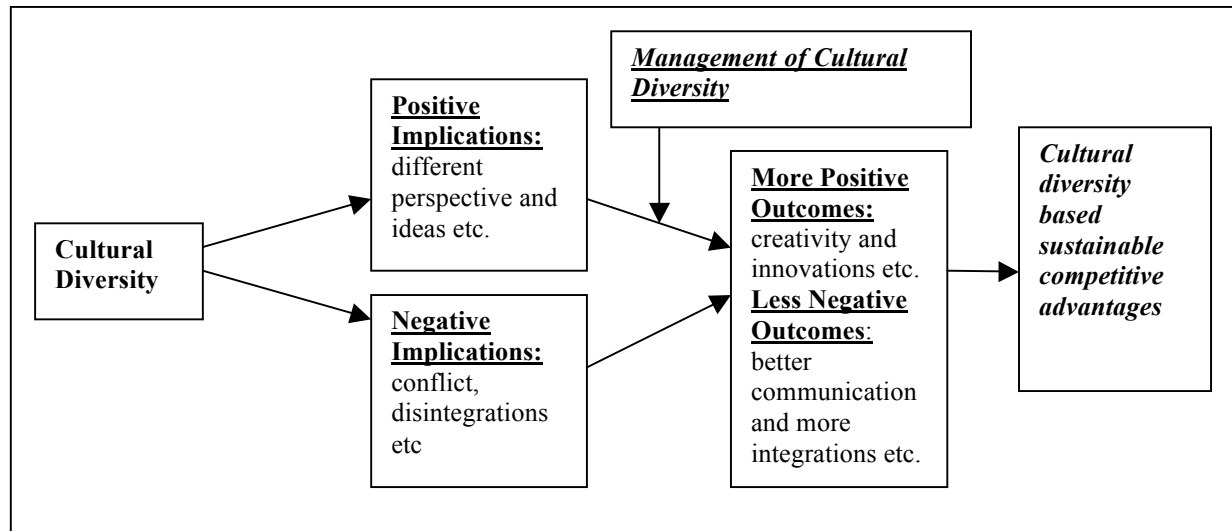 Cultural
Diversity
Positive
Implications:
different
perspective and
ideas etc.
Negative
Implications:
conflict,
disintegrations
etc
Management of Cultural
Diversity
More Positive
Outcomes:
creativity and
innovations etc.
Less Negative
Outcomes:
better
communication
and more
integrations etc.
Cultural
diversity
based
sustainable
competitive
advantages